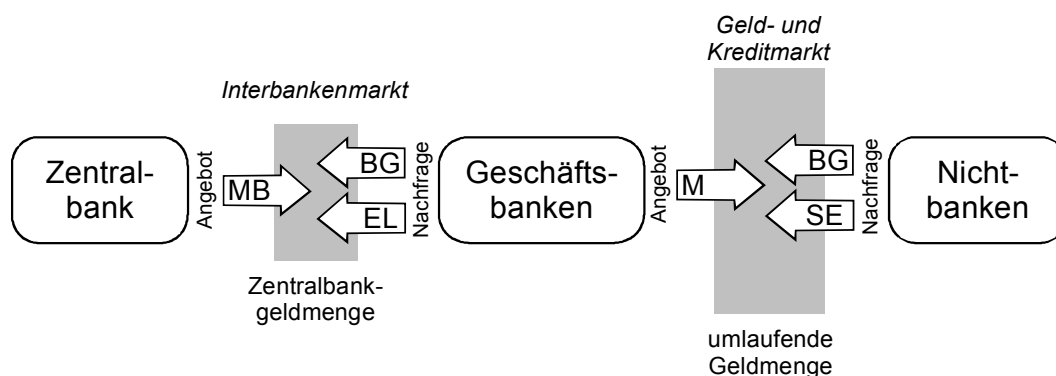 Geld- und
Kreditmarkt
Interbankenmarkt
Zentral-
bank
Angebot
MB
BG
EL
Nachfrage
Geschäfts-
banken
Angebot
M
BG
SE
Nachfrage
Nicht-
banken
Zentralbank-
geldmenge
umlaufende
Geldmenge